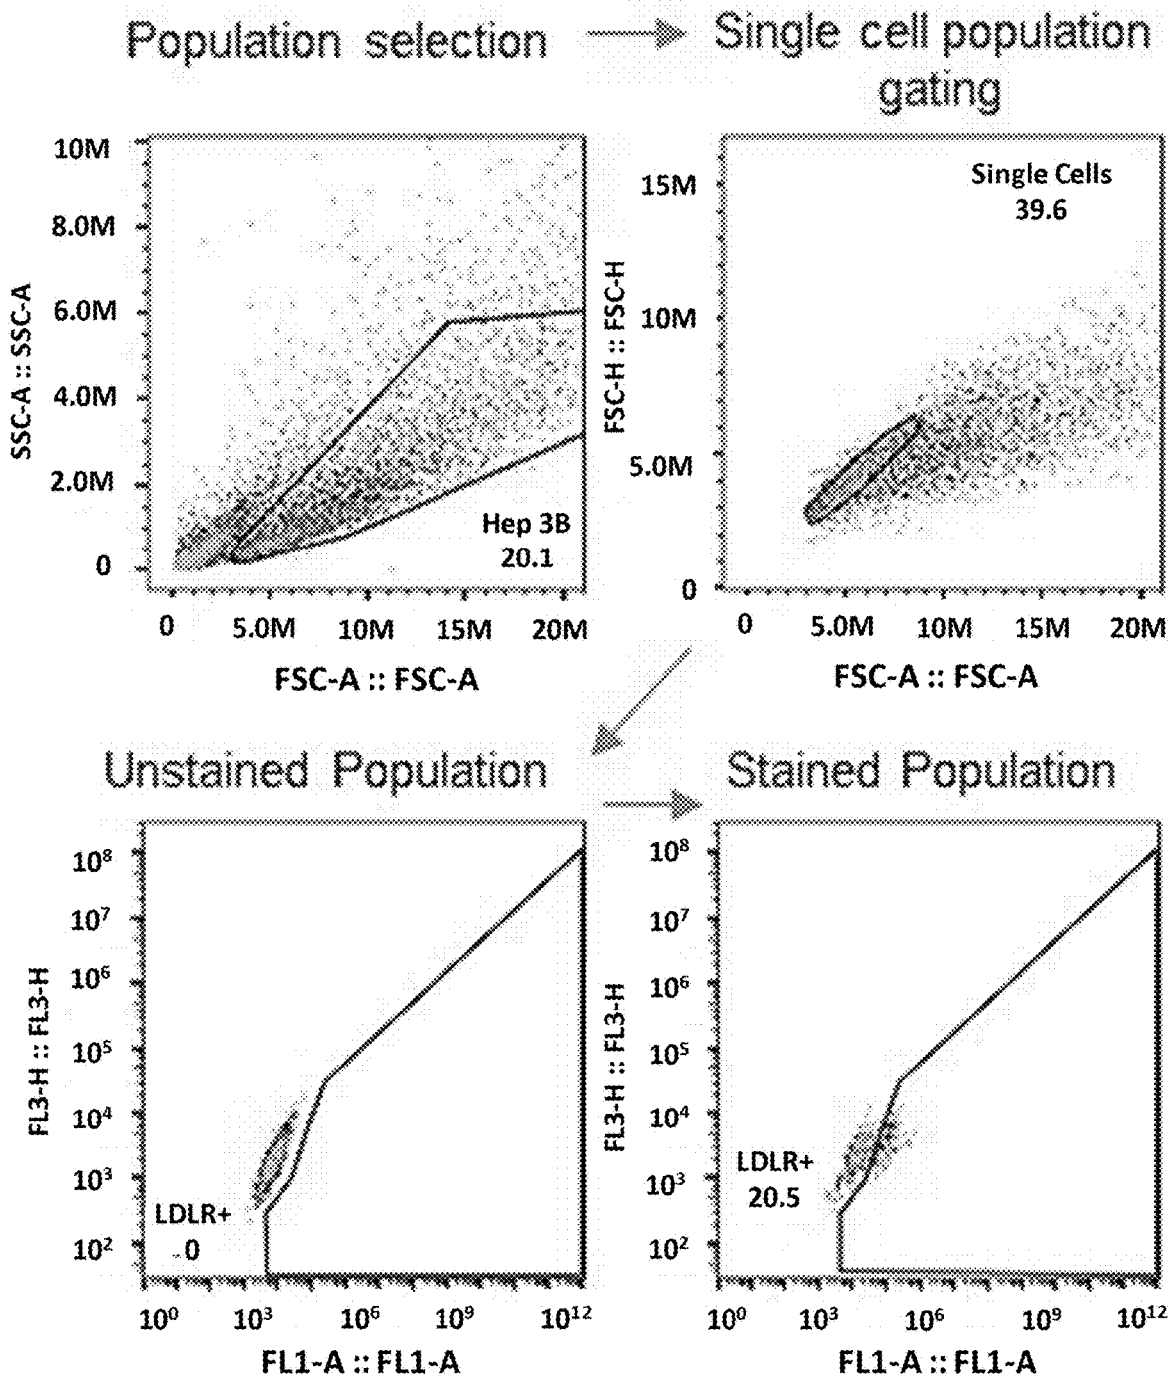 Population selection
Single cell population
gating
10M
8.0M
6.0M
4.0M
2.0M
0
SSC-A :: SSC-A
Hep 3B
20.1
0 5.0M 10M 15M 20M
FSC-A :: FSC-A
15M
10M
5.0M
0
FSC-H :: FSC-H
Single Cells
39.6
0 5.0M 10M 15M 20M
FSC-A :: FSC-A
Unstained Population
Stained Population
10⁸
10⁷
10⁶
10⁵
10⁴
10³
10²
FL3-H :: FL3-H
LDLR+
0
10⁰ 10³ 10⁶ 10⁹ 10¹²
FL1-A :: FL1-A
10⁸
10⁷
10⁶
10⁵
10⁴
10³
10²
FL3-H :: FL3-H
LDLR+
20.5
10⁰ 10³ 10⁶ 10⁹ 10¹²
FL1-A :: FL1-A